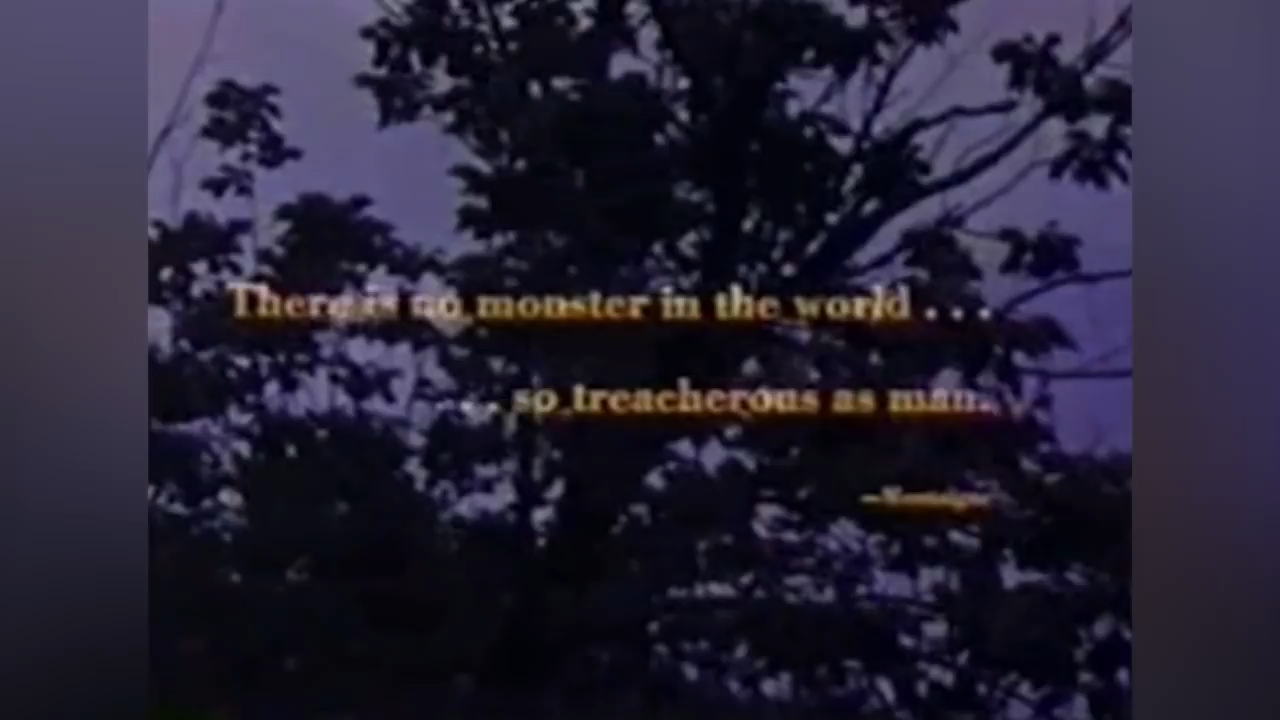 There is no monster in the world . . .
. . . so treacherous as man.